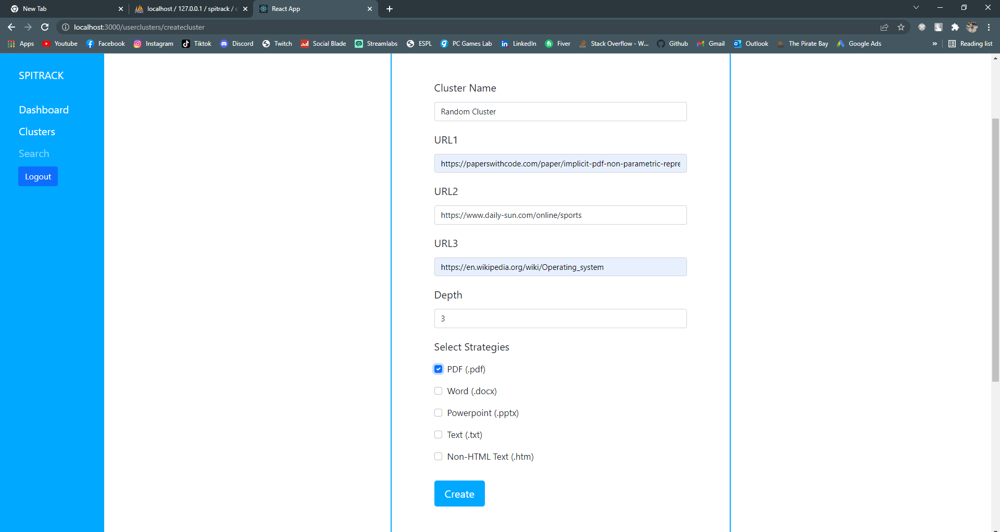 New Tab
localhost / 127.0.0.1 / spitrack / c
React App
localhost:3000/userclusters/createcluster
Apps
Youtube
Facebook
Instagram
Tiktok
Discord
Twitch
Social Blade
Streamlabs
ESPL
PC Games Lab
LinkedIn
Fiver
Stack Overflow - W...
Github
Gmail
Outlook
The Pirate Bay
Google Ads
»
Reading list
SPITRACK
Dashboard
Clusters
Search
Logout
Cluster Name
Random Cluster
URL1
https://paperswithcode.com/paper/implicit-pdf-non-parametric-repre
URL2
https://www.daily-sun.com/online/sports
URL3
https://en.wikipedia.org/wiki/Operating_system
Depth
3
Select Strategies
PDF (.pdf)
Word (.docx)
Powerpoint (.pptx)
Text (.txt)
Non-HTML Text (.htm)
Create